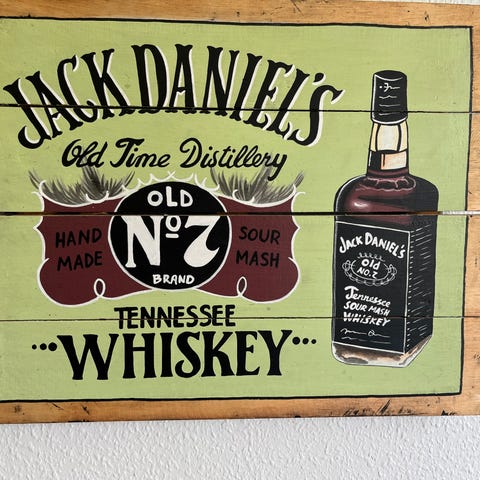 JACK DANIEL'S
Old Time Distillery
OLD
HAND MADE
Nº7
SOUR MASH
BRAND
TENNESSEE
WHISKEY
JACK DANIEL'S
Old
NO.7
Tennessee
SOUR MASH
WHISKEY